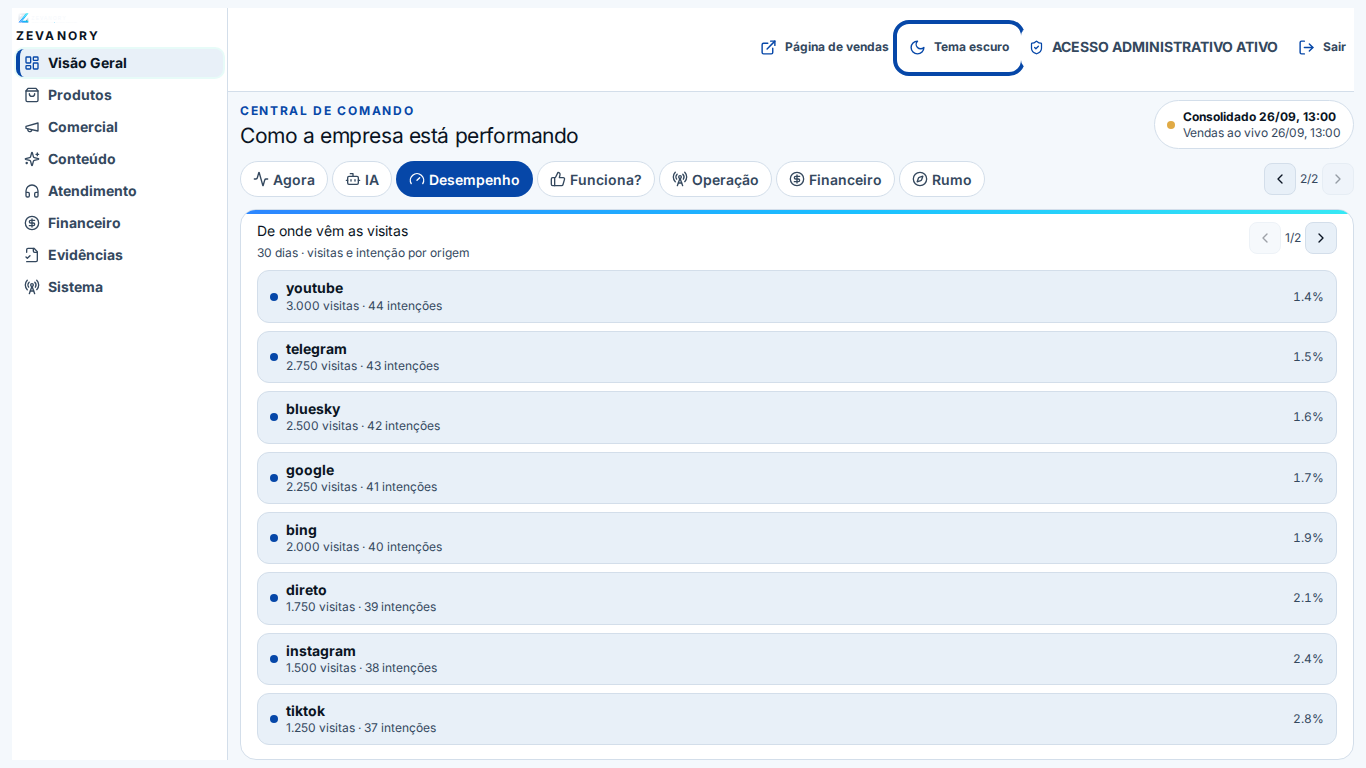 ZEVANORY
Visão Geral
Produtos
Comercial
Conteúdo
Atendimento
Financeiro
Evidências
Sistema
Página de vendas
Tema escuro
ACESSO ADMINISTRATIVO ATIVO
Sair
CENTRAL DE COMANDO
Como a empresa está performando
Consolidado 26/09, 13:00
Vendas ao vivo 26/09, 13:00
Agora
IA
Desempenho
Funciona?
Operação
Financeiro
Rumo
2/2
De onde vêm as visitas
30 dias · visitas e intenção por origem
1/2
youtube
3.000 visitas · 44 intenções
1.4%
telegram
2.750 visitas · 43 intenções
1.5%
bluesky
2.500 visitas · 42 intenções
1.6%
google
2.250 visitas · 41 intenções
1.7%
bing
2.000 visitas · 40 intenções
1.9%
direto
1.750 visitas · 39 intenções
2.1%
instagram
1.500 visitas · 38 intenções
2.4%
tiktok
1.250 visitas · 37 intenções
2.8%